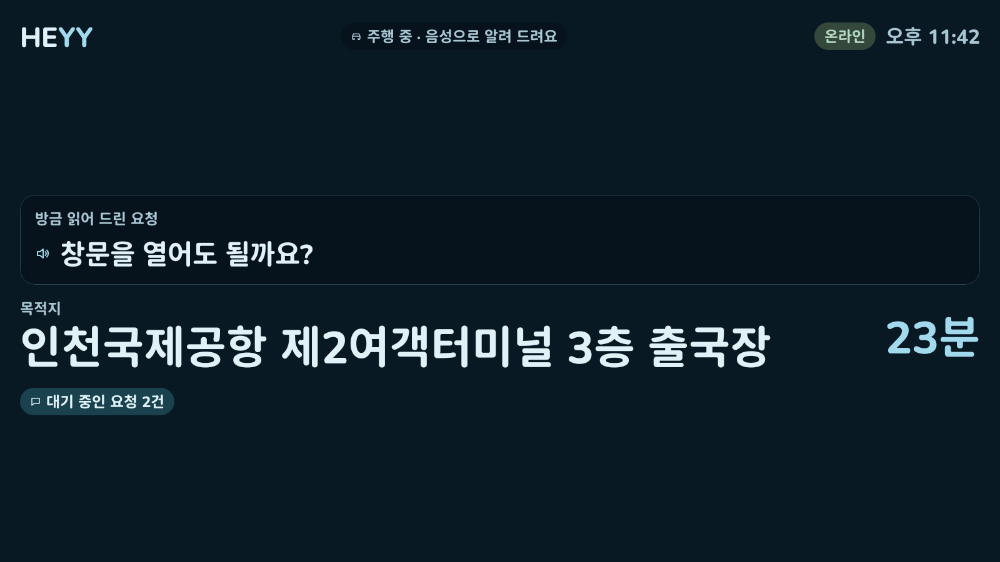 HEYY
주행 중 · 음성으로 알려 드려요
온라인
오후 11:42
방금 읽어 드린 요청
창문을 열어도 될까요?
목적지
인천국제공항 제2여객터미널 3층 출국장
23분
대기 중인 요청 2건